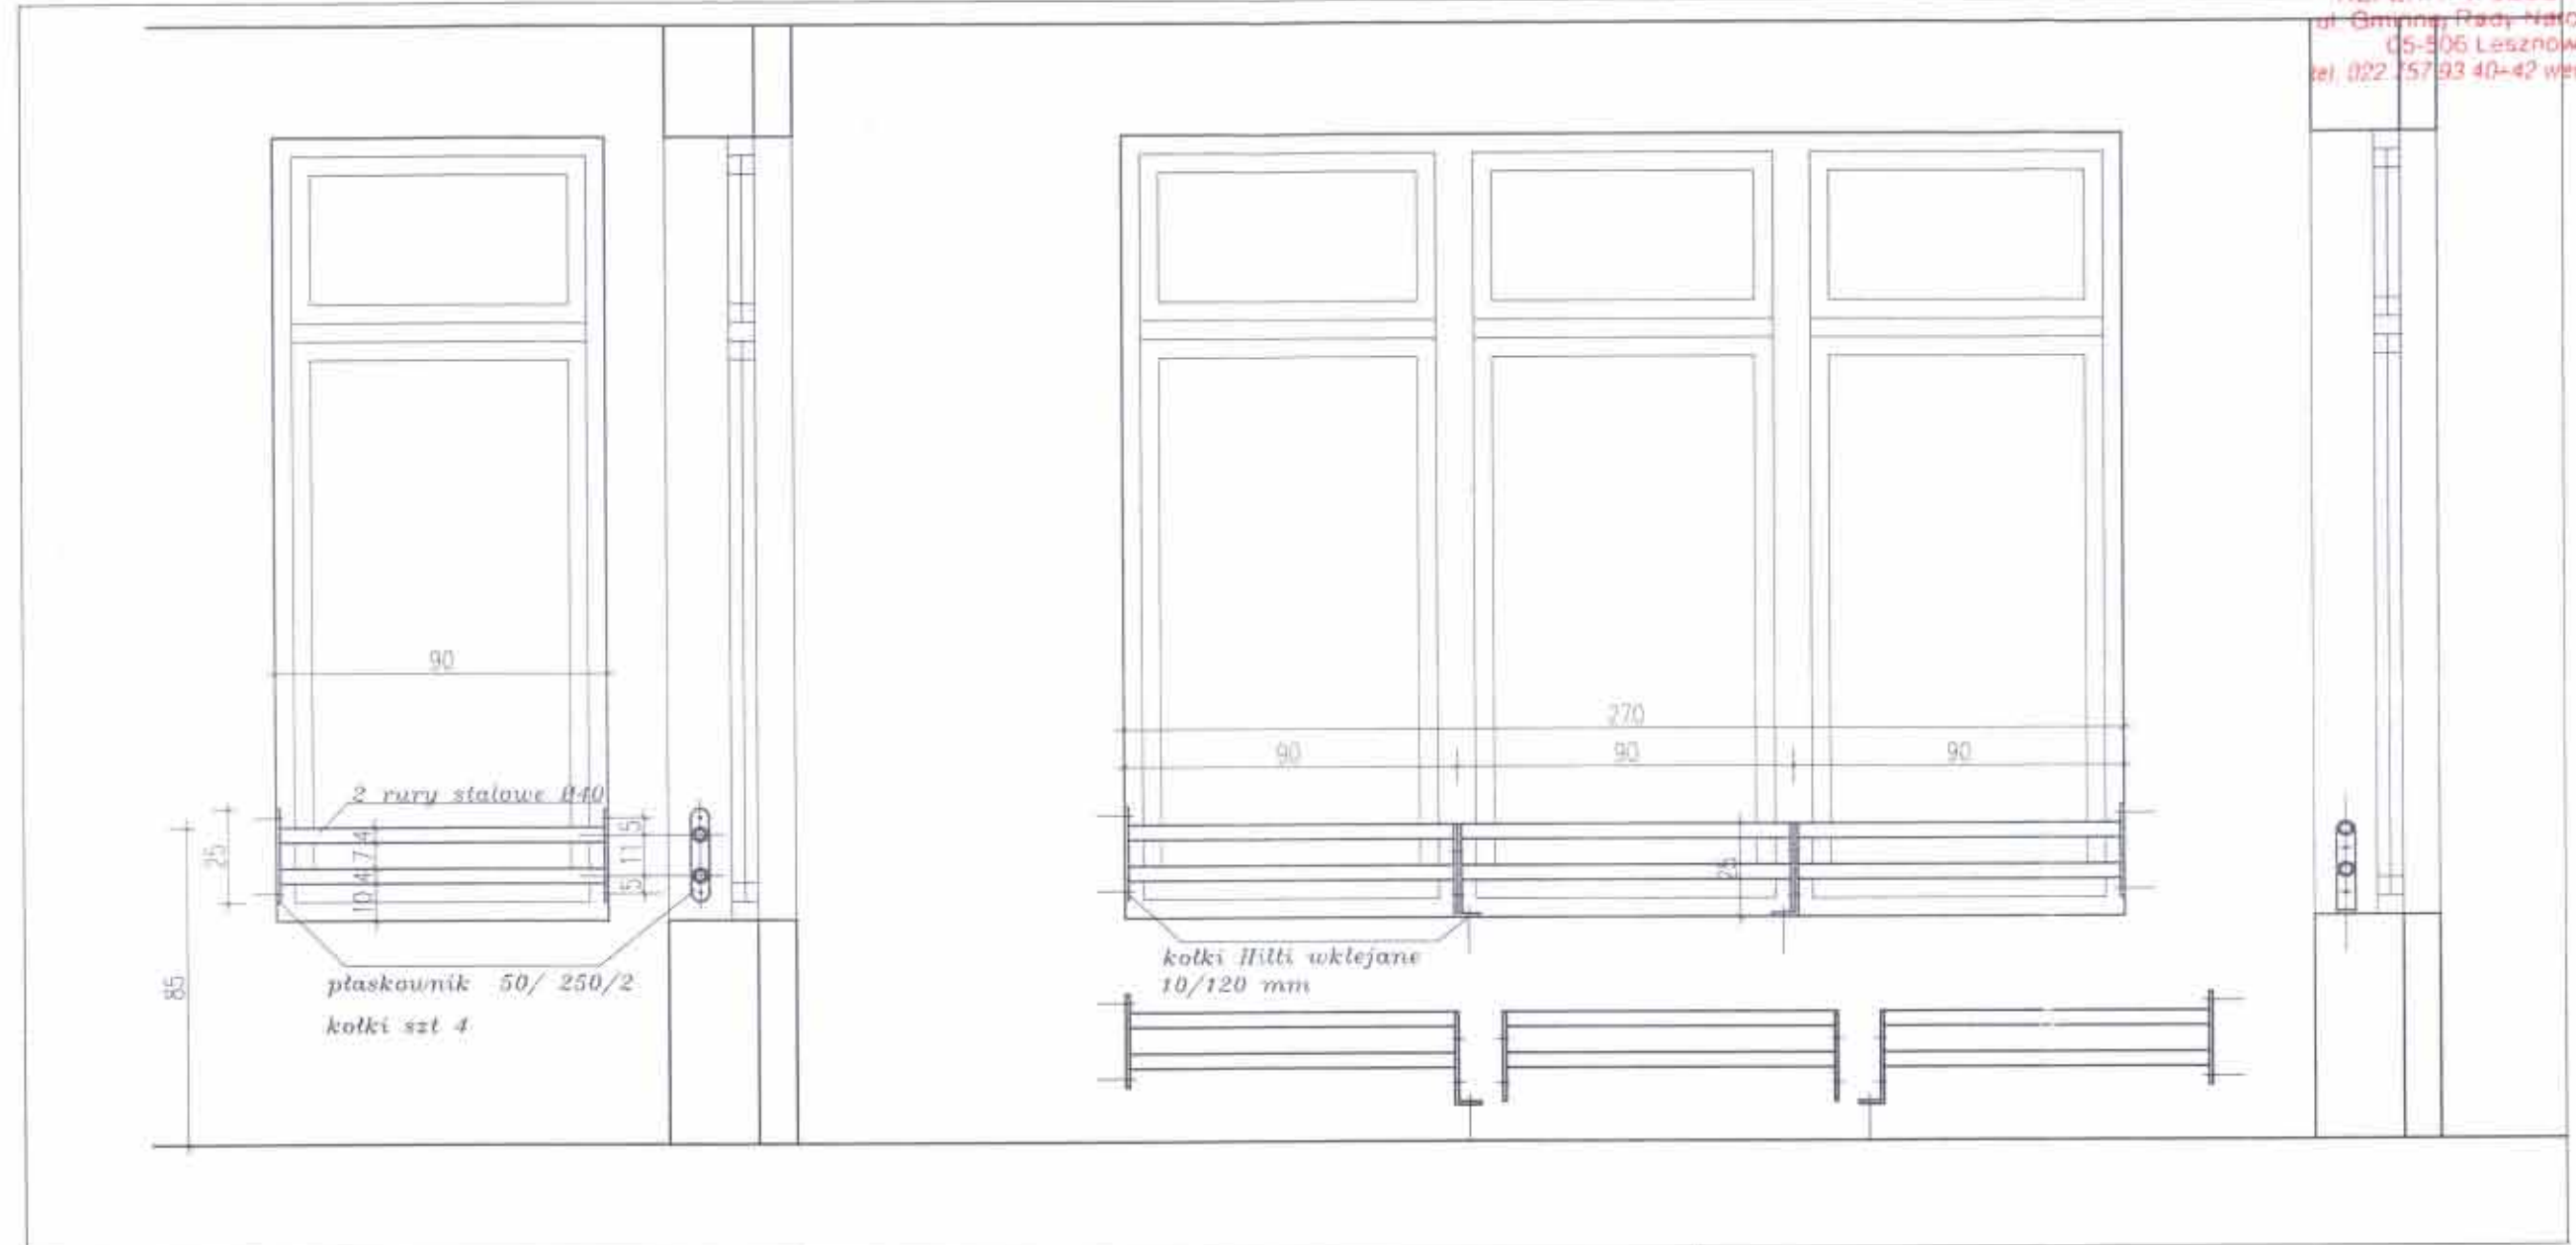 ul. Gminnej Rady Naro
05-506 Lesznow
tel. 022 757 93 40-42 we
90
270
90 90 90
2 rury stalowe Ø40
25
4
7
4
10
5
11
5
25
85
płaskownik 50/ 250/2
kołki szt 4
kołki Hilti wklejane
10/120 mm